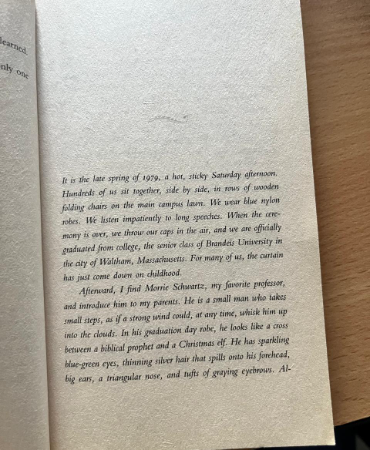 learned.
only one
It is the late spring of 1979, a hot, sticky Saturday afternoon.
Hundreds of us sit together, side by side, in rows of wooden
folding chairs on the main campus lawn. We wear blue nylon
robes. We listen impatiently to long speeches. When the cere-
mony is over, we throw our caps in the air, and we are officially
graduated from college, the senior class of Brandeis University in
the city of Waltham, Massachusetts. For many of us, the curtain
has just come down on childhood.
Afterward, I find Morrie Schwartz, my favorite professor,
and introduce him to my parents. He is a small man who takes
small steps, as if a strong wind could, at any time, whisk him up
into the clouds. In his graduation day robe, he looks like a cross
between a biblical prophet and a Christmas elf. He has sparkling
blue-green eyes, thinning silver hair that spills onto his forehead,
big ears, a triangular nose, and tufts of graying eyebrows. Al-